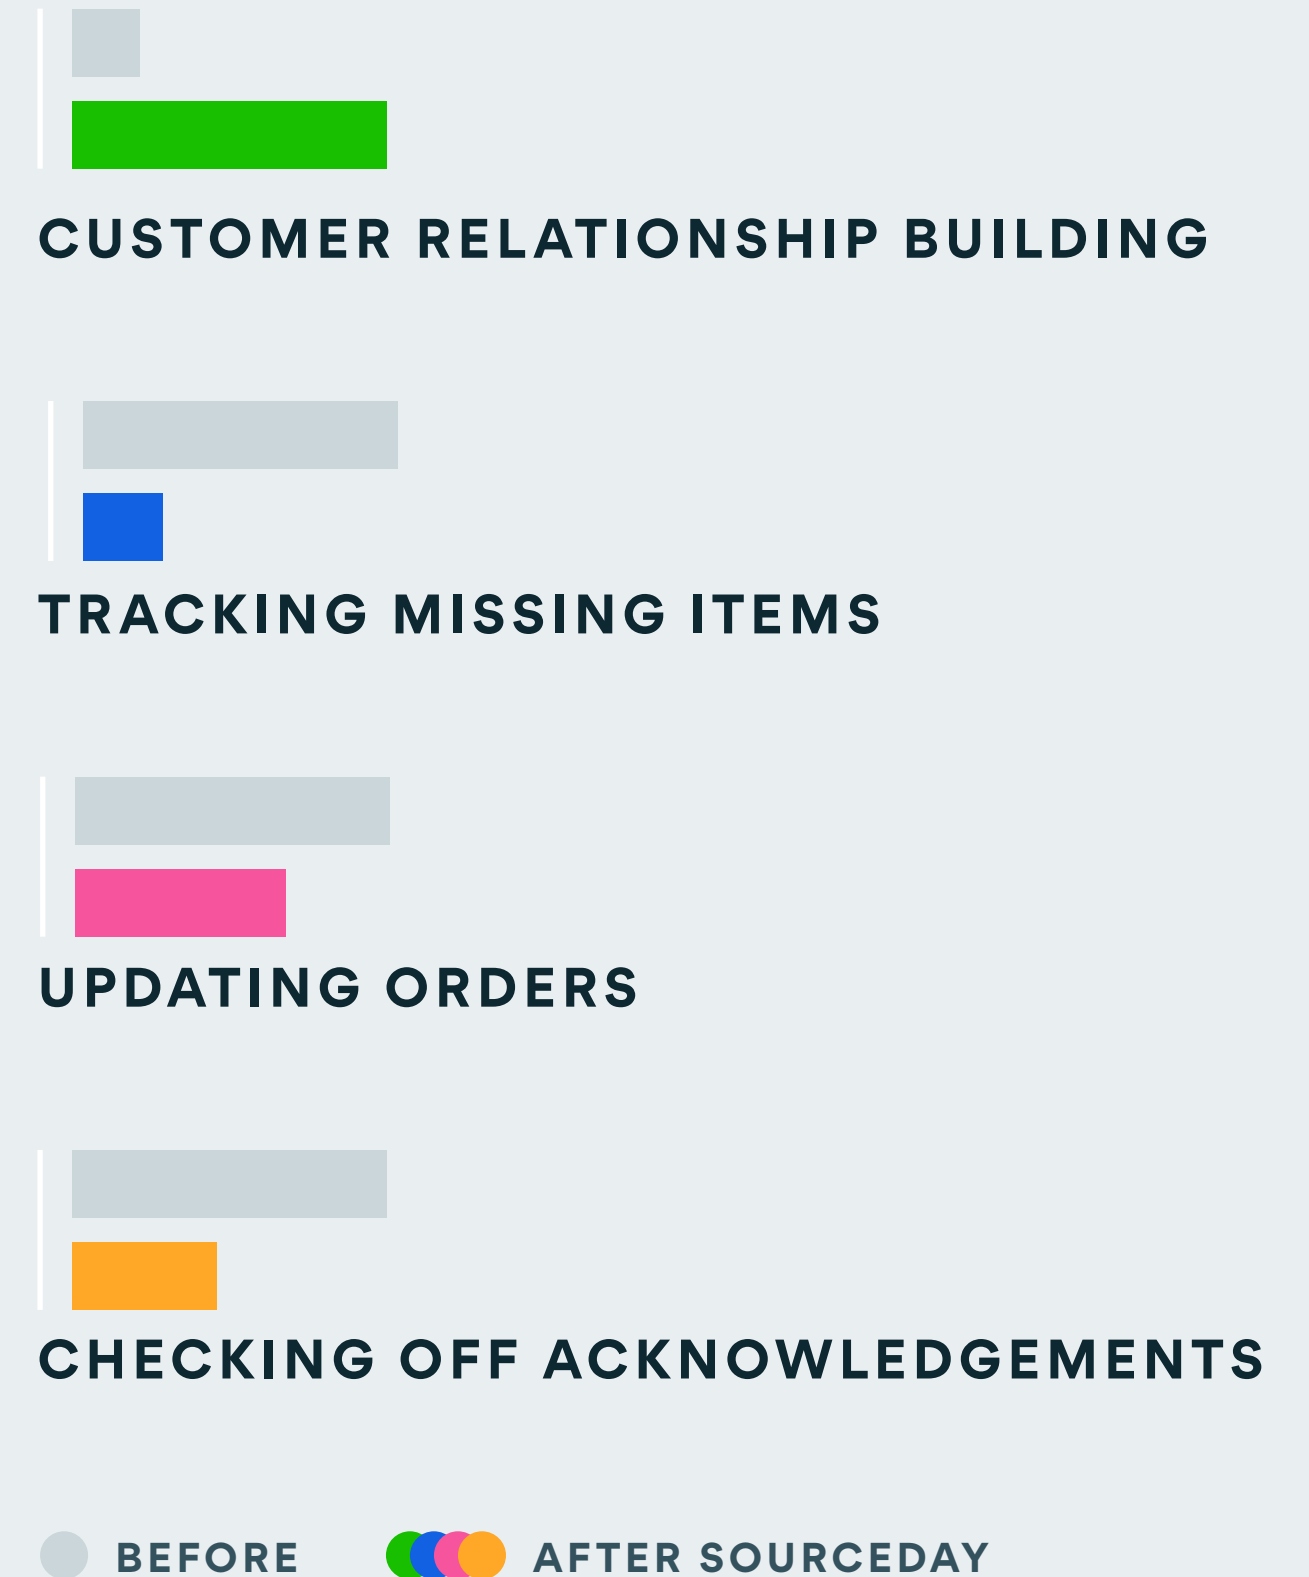 CUSTOMER RELATIONSHIP BUILDING
TRACKING MISSING ITEMS
UPDATING ORDERS
CHECKING OFF ACKNOWLEDGEMENTS
BEFORE
AFTER SOURCEDAY